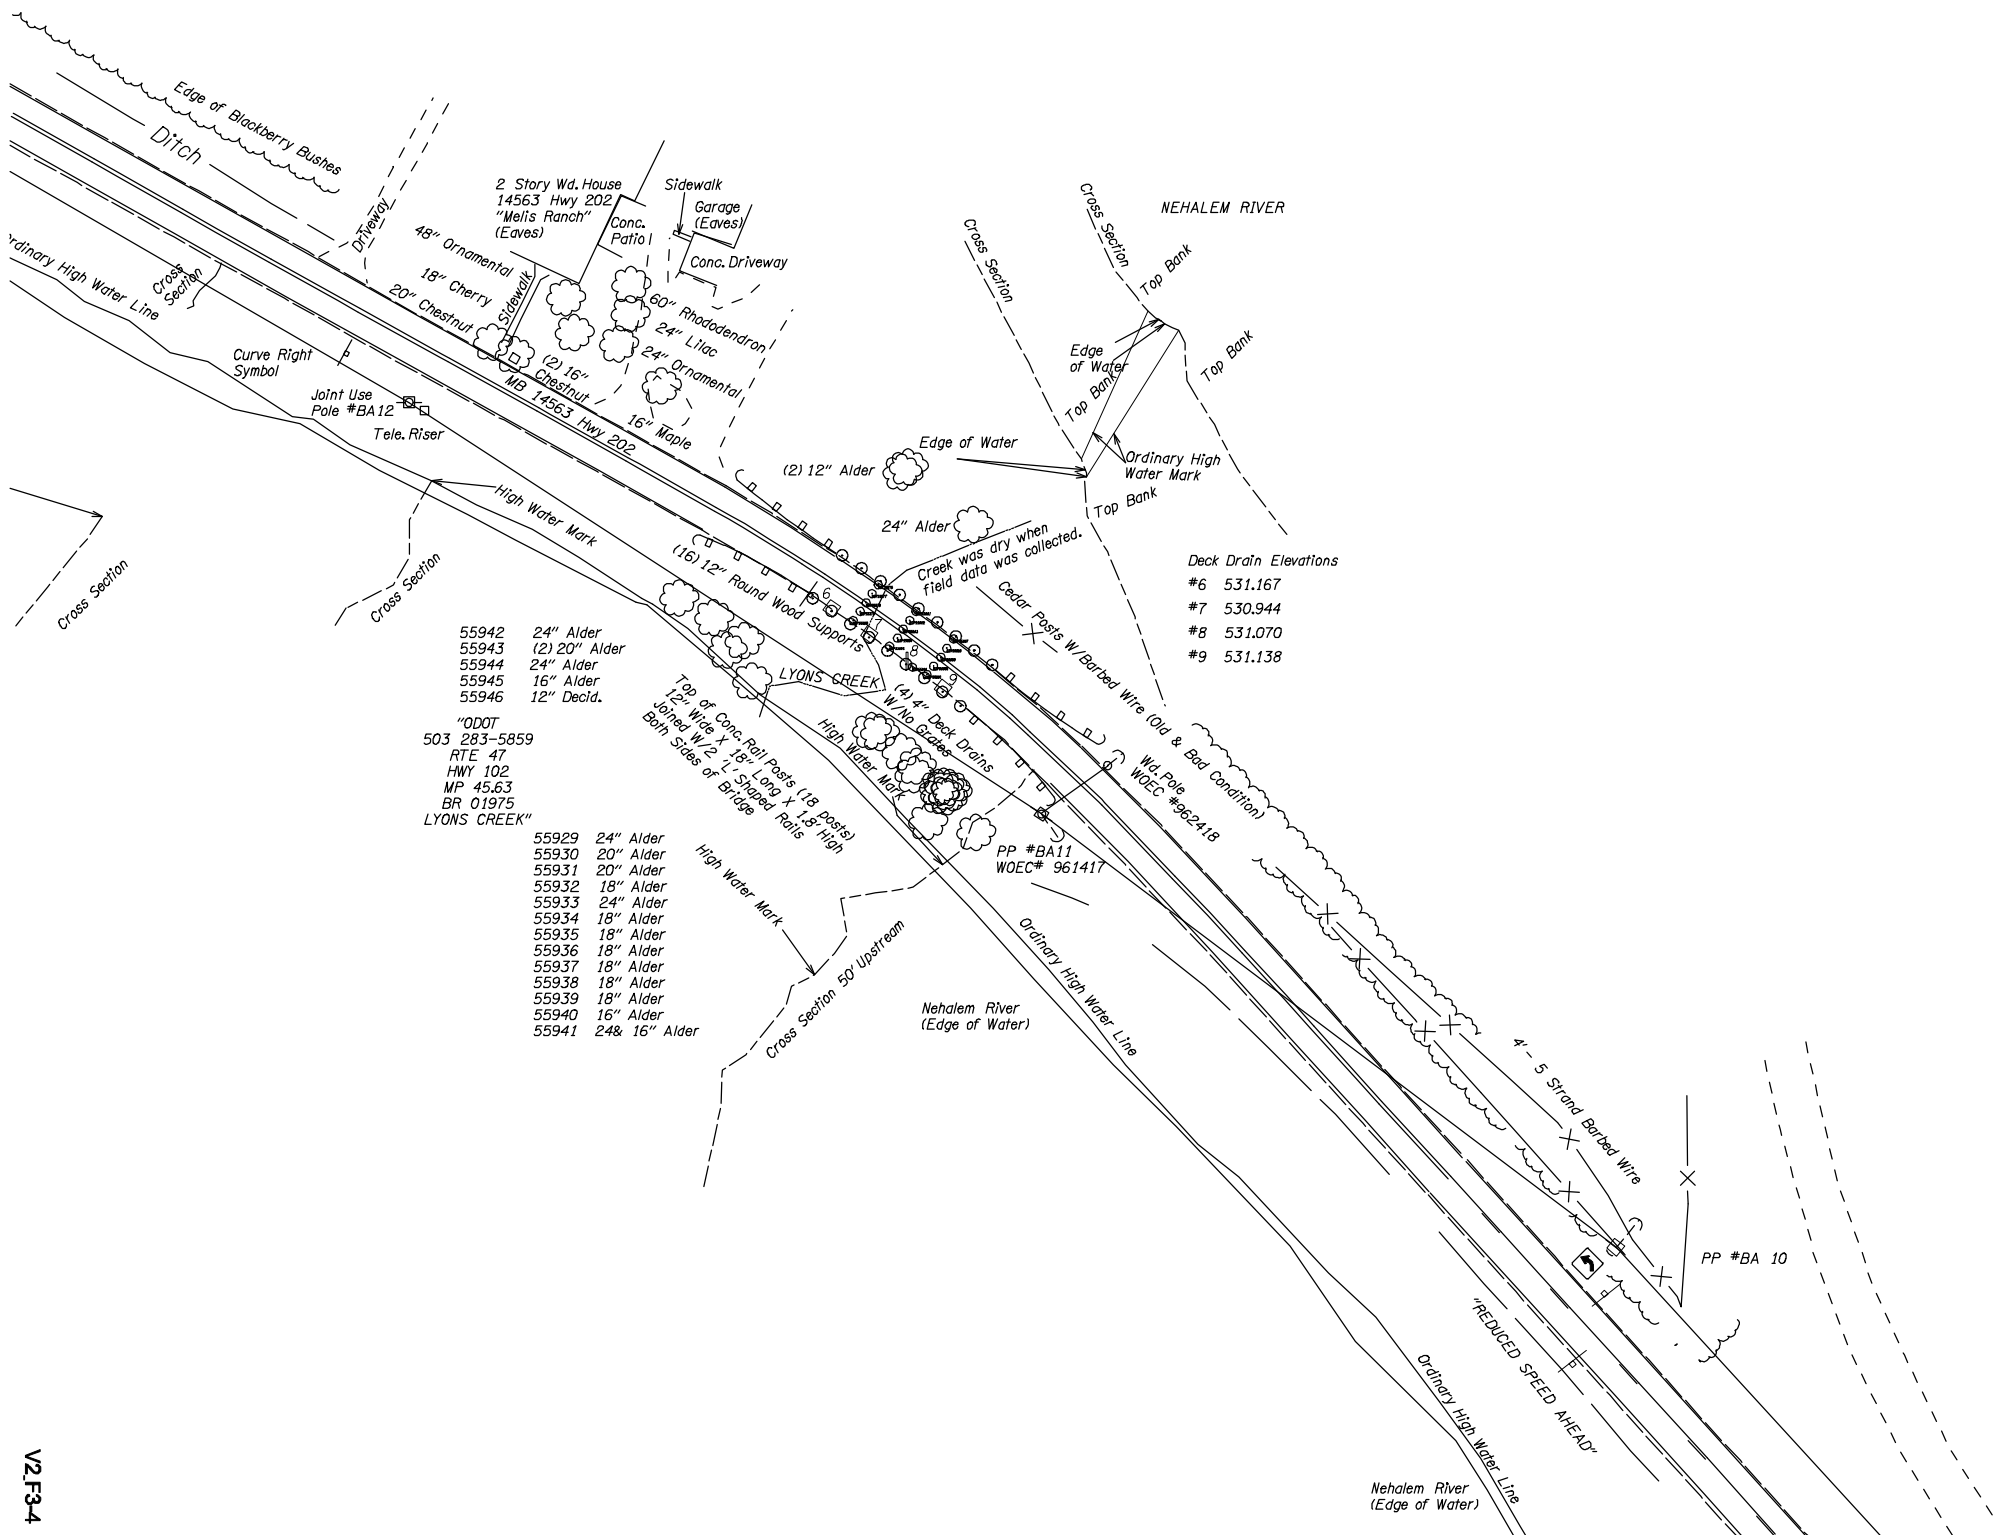 Edge of Blackberry Bushes
Ditch
Driveway
2 Story Wd. House
14563 Hwy 202
"Melis Ranch"
(Eaves)
Sidewalk
Garage
(Eaves)
Conc.
Patio
Conc. Driveway
48" Ornamental
18" Cherry
20" Chestnut
Sidewalk
60" Rhododendron
24" Lilac
24" Ornamental
(2) 16"
Chestnut
MB 14563 Hwy 202
16" Maple
Cross Section
Cross Section
NEHALEM RIVER
Top Bank
Top Bank
Edge
of Water
Top Bank
Ordinary High
Water Mark
Edge of Water
Top Bank
(2) 12" Alder
24" Alder
Creek was dry when
field data was collected.
Ordinary High Water Line
Cross
Section
Curve Right
Symbol
Joint Use
Pole #BA12
Tele. Riser
High Water Mark
Cross Section
Cross Section
(16) 12" Round Wood Supports
6
7
8
9
LYONS CREEK
Deck Drain Elevations
#6 531.167
#7 530.944
#8 531.070
#9 531.138
Cedar Posts W/Barbed Wire (Old & Bad Condition)
55942 24" Alder
55943 (2) 20" Alder
55944 24" Alder
55945 16" Alder
55946 12" Decid.
"ODOT
503 283-5859
RTE 47
HWY 102
MP 45.63
BR 01975
LYONS CREEK"
Top of Conc. Rail Posts (18 posts)
12" Wide X 18" Long X 1.8' High
Joined W/2 'L' Shaped Rails
Both Sides of Bridge
(4) 4" Deck Drains
W/No Grates
High Water Mark
Wd. Pole
WOEC #962418
PP #BA11
WOEC# 961417
55929 24" Alder
55930 20" Alder
55931 20" Alder
55932 18" Alder
55933 24" Alder
55934 18" Alder
55935 18" Alder
55936 18" Alder
55937 18" Alder
55938 18" Alder
55939 18" Alder
55940 16" Alder
55941 24& 16" Alder
High Water Mark
Cross Section 50' Upstream
Nehalem River
(Edge of Water)
Ordinary High Water Line
4' - 5 Strand Barbed Wire
PP #BA 10
"REDUCED SPEED AHEAD"
Ordinary High Water Line
Nehalem River
(Edge of Water)
V2.F3-4